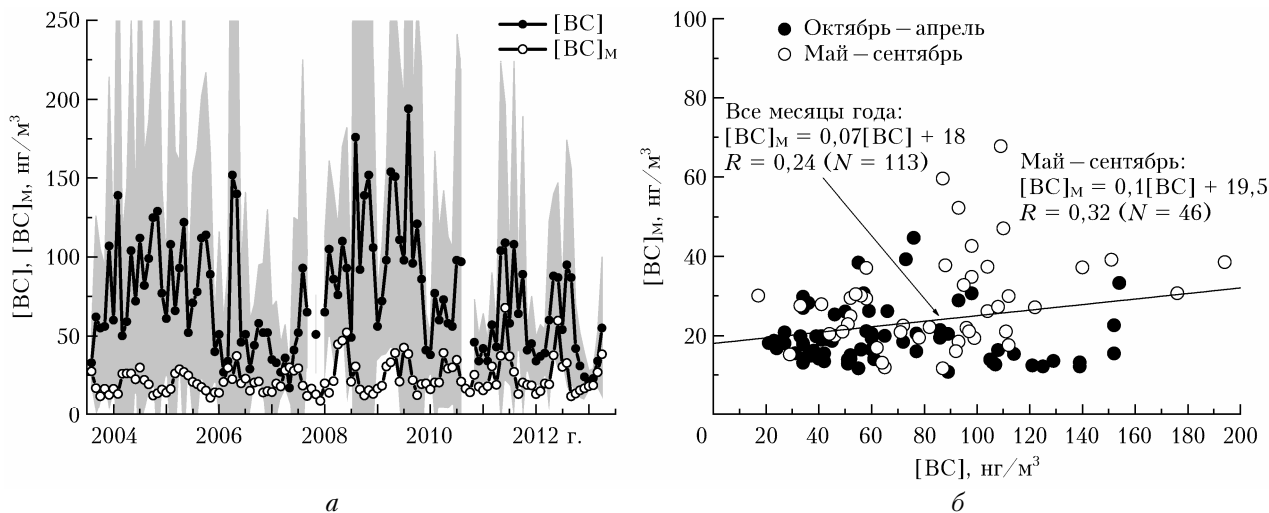 250
200
150
100
50
0
[BC], [BC]м, нг/м³
[BC]
[BC]м
2004
2006
2008
2010
2012 г.
а
100
80
60
40
20
[BC]м, нг/м³
Октябрь – апрель
Май – сентябрь
Все месяцы года:
[BC]м = 0,07[BC] + 18
R = 0,24 (N = 113)
Май – сентябрь:
[BC]м = 0,1[BC] + 19,5
R = 0,32 (N = 46)
0
20
40
60
80
100
120
140
160
180
200
[BC], нг/м³
б